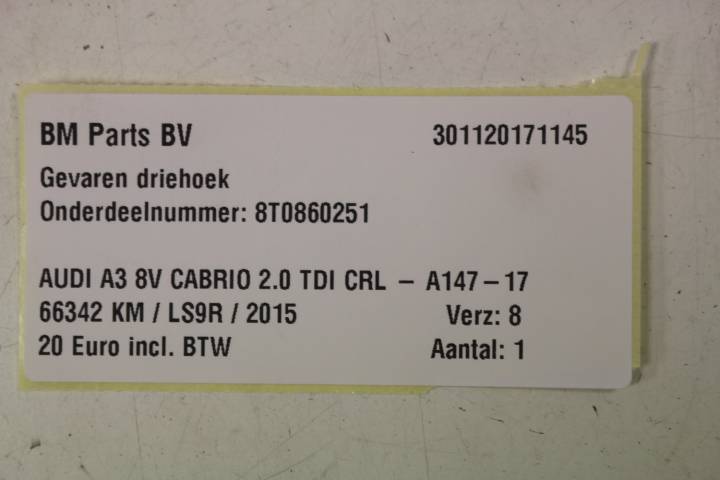 BM Parts BV 301120171145
Gevaren driehoek
Onderdeelnummer: 8T0860251
AUDI A3 8V CABRIO 2.0 TDI CRL – A147–17
66342 KM / LS9R / 2015 Verz: 8
20 Euro incl. BTW Aantal: 1